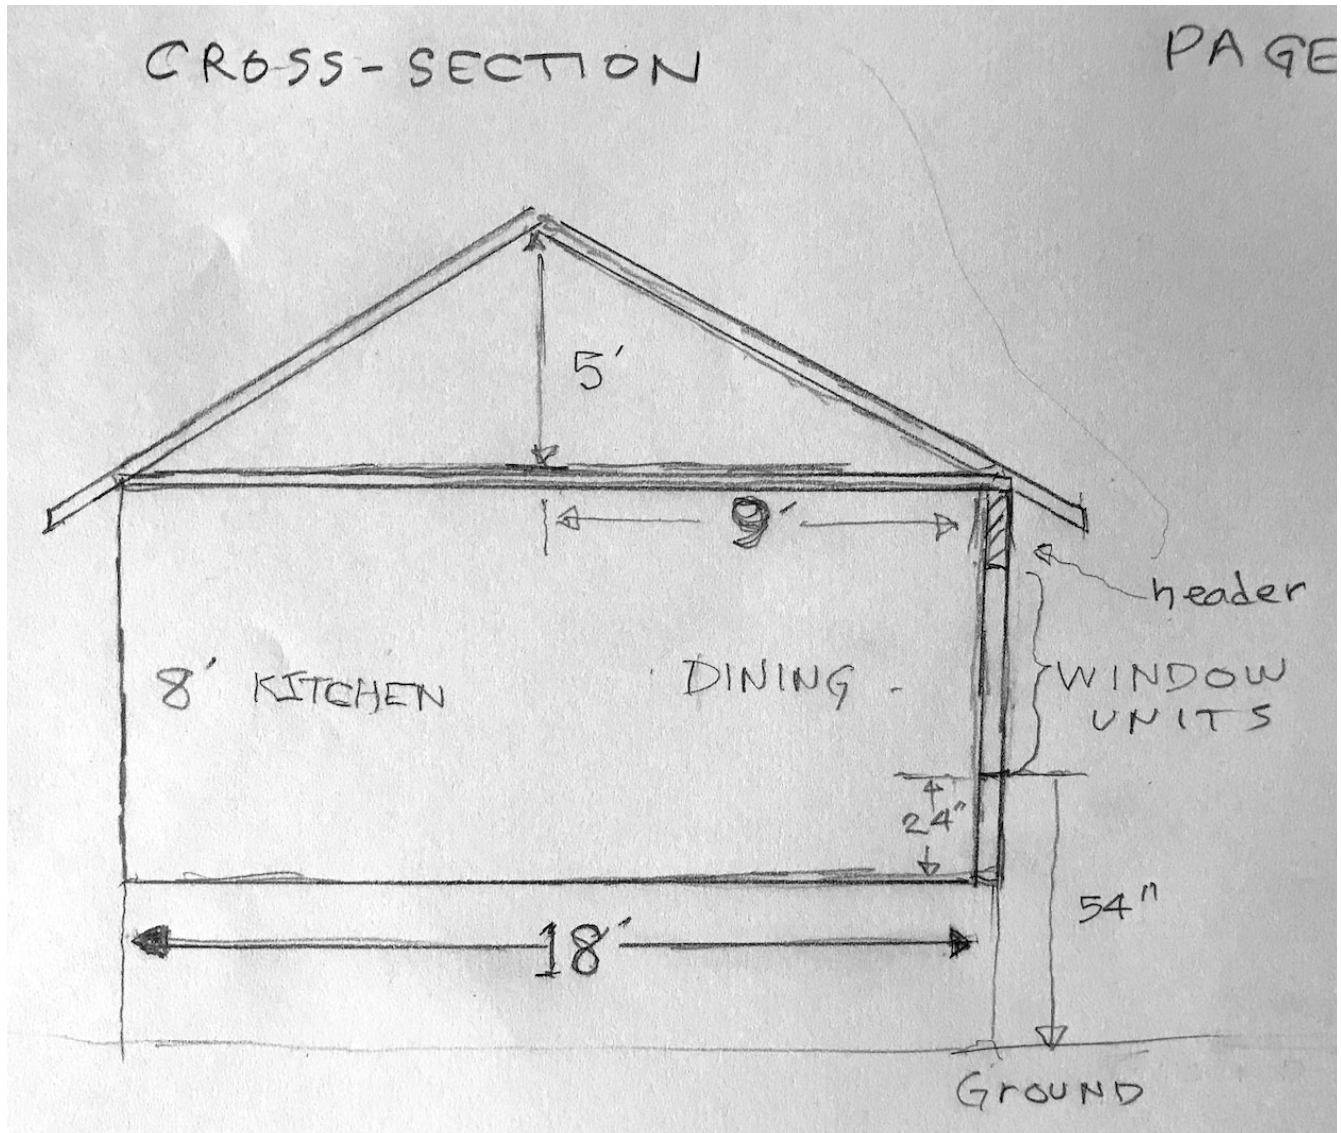 CROSS-SECTION
PAGE
5′
9′
header
8′ KITCHEN
DINING
WINDOW
UNITS
24"
54"
18′
GROUND